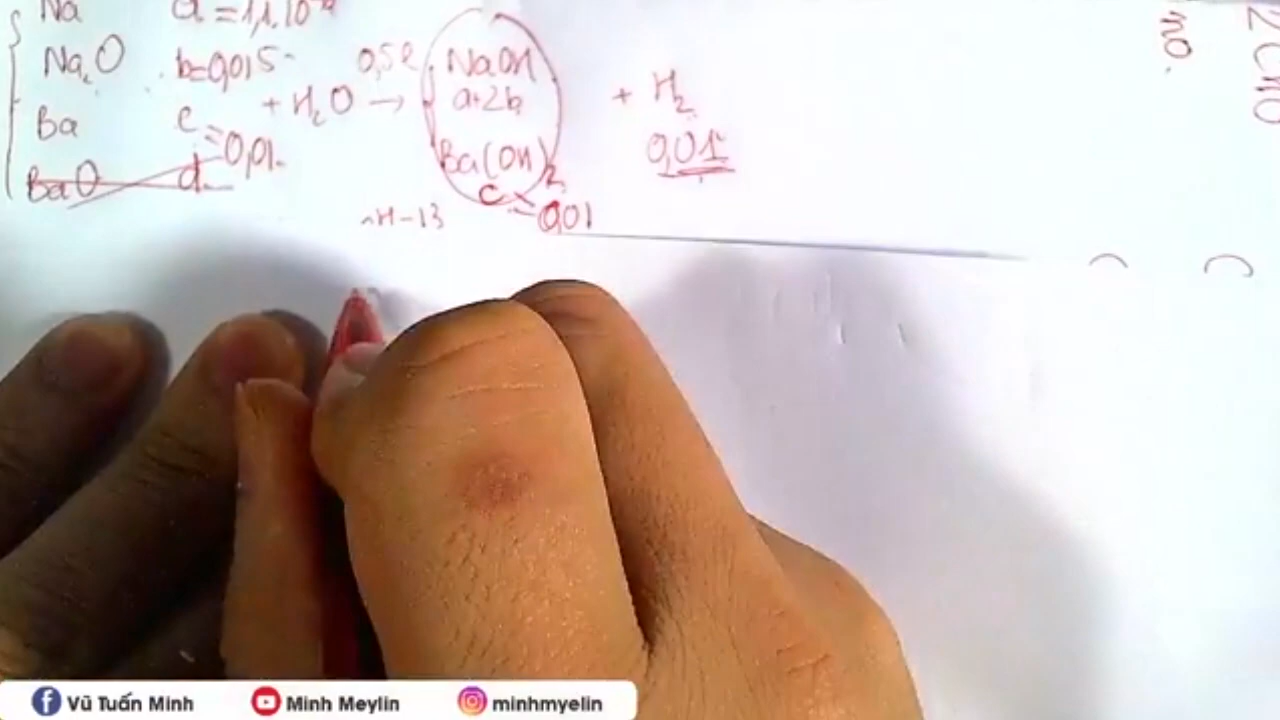 Na a = 1,1.10
Na₂O b=0,015
Ba c = 0,01
BaO d
+ H₂O →
0,5l
NaOH
a+2b
Ba(OH)₂
c = 0,01
+ H₂
0,01
pH=13
Vũ Tuấn Minh
Minh Meylin
minhmyelin